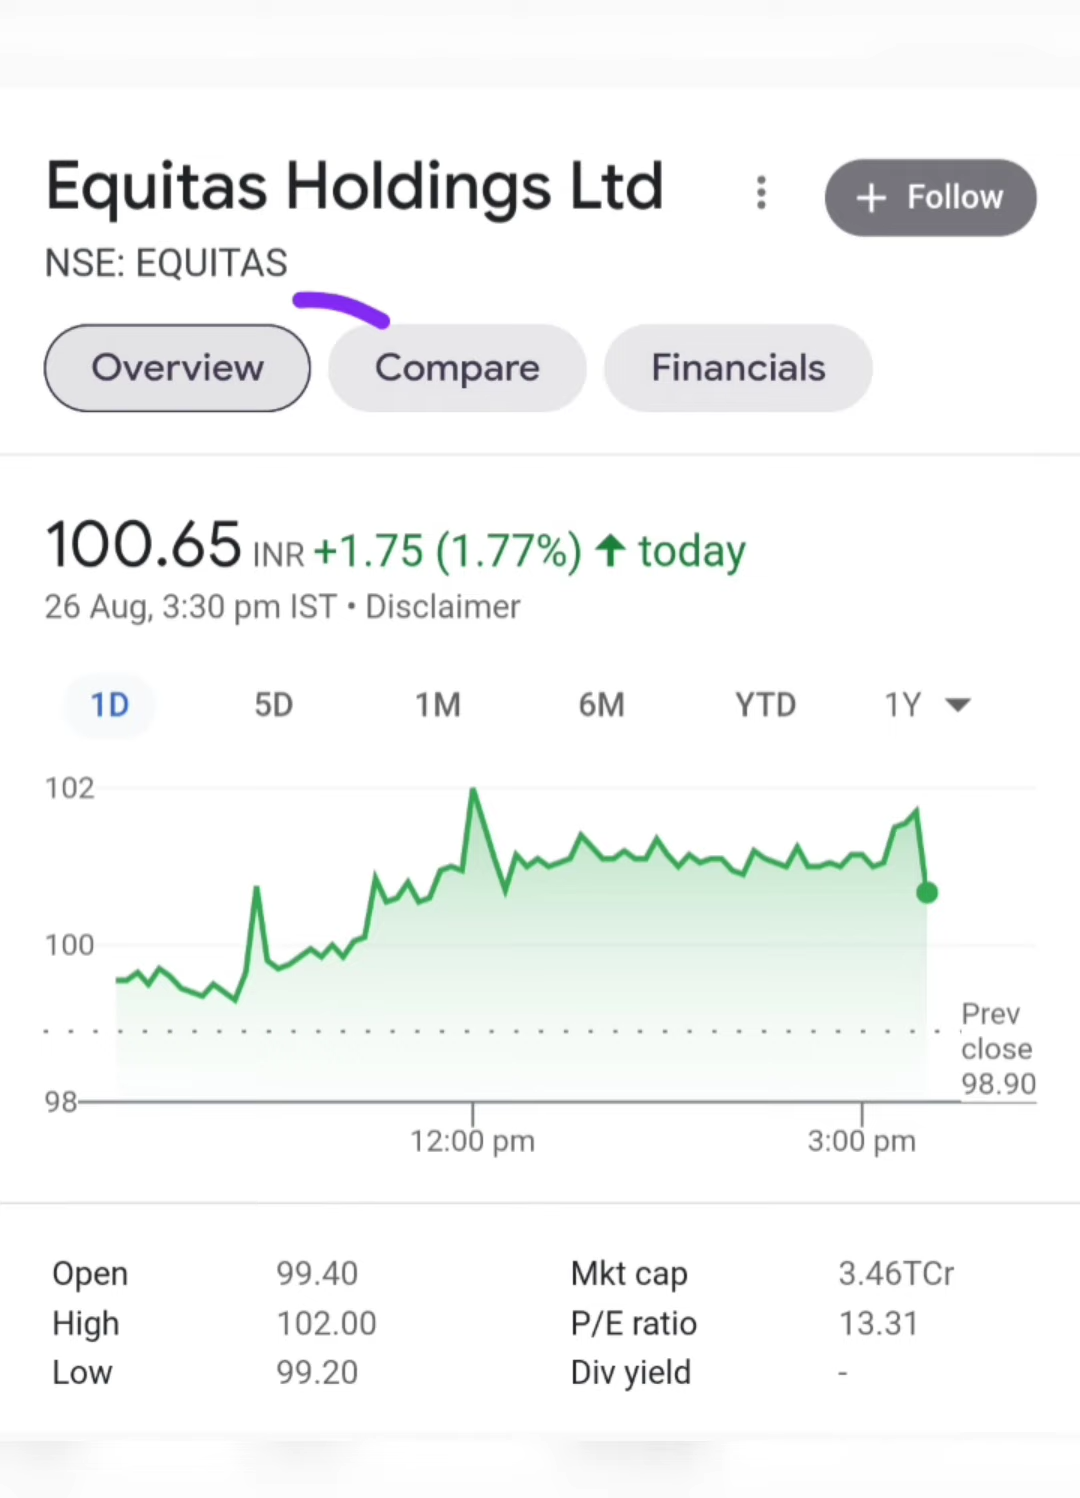 Equitas Holdings Ltd
+ Follow
NSE: EQUITAS
Overview
Compare
Financials
100.65 INR +1.75 (1.77%) ↑ today
26 Aug, 3:30 pm IST • Disclaimer
1D 5D 1M 6M YTD 1Y
102
100
98
Prev
close
98.90
12:00 pm
3:00 pm
Open 99.40 Mkt cap 3.46TCr
High 102.00 P/E ratio 13.31
Low 99.20 Div yield -